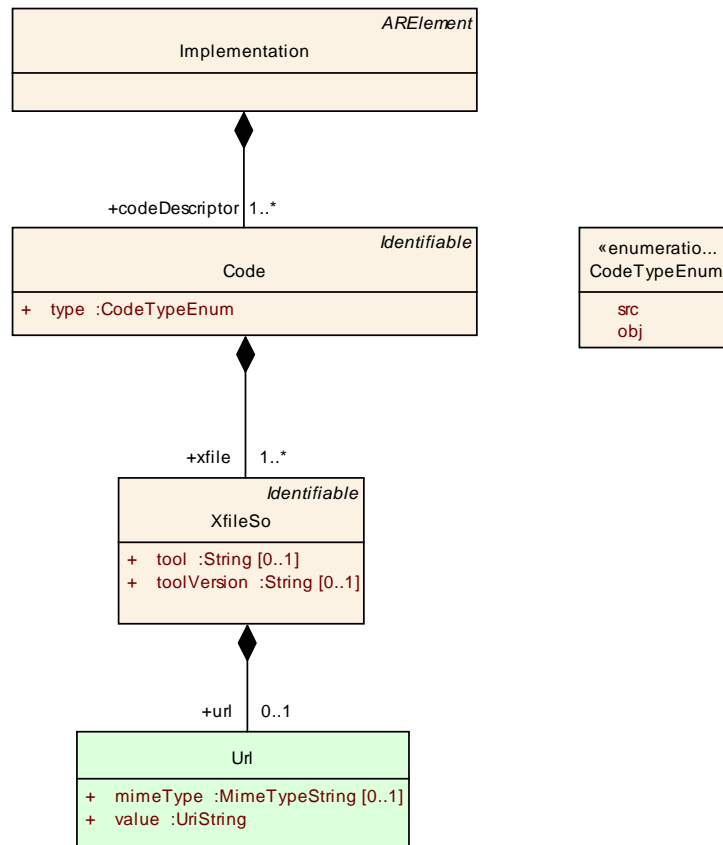 ARElement
Implementation
+codeDescriptor 1..*
Identifiable
Code
+ type :CodeTypeEnum
«enumeratio...
CodeTypeEnum
src
obj
+xfile 1..*
Identifiable
XfileSo
+ tool :String [0..1]
+ toolVersion :String [0..1]
+url 0..1
Url
+ mimeType :MimeTypeString [0..1]
+ value :UriString